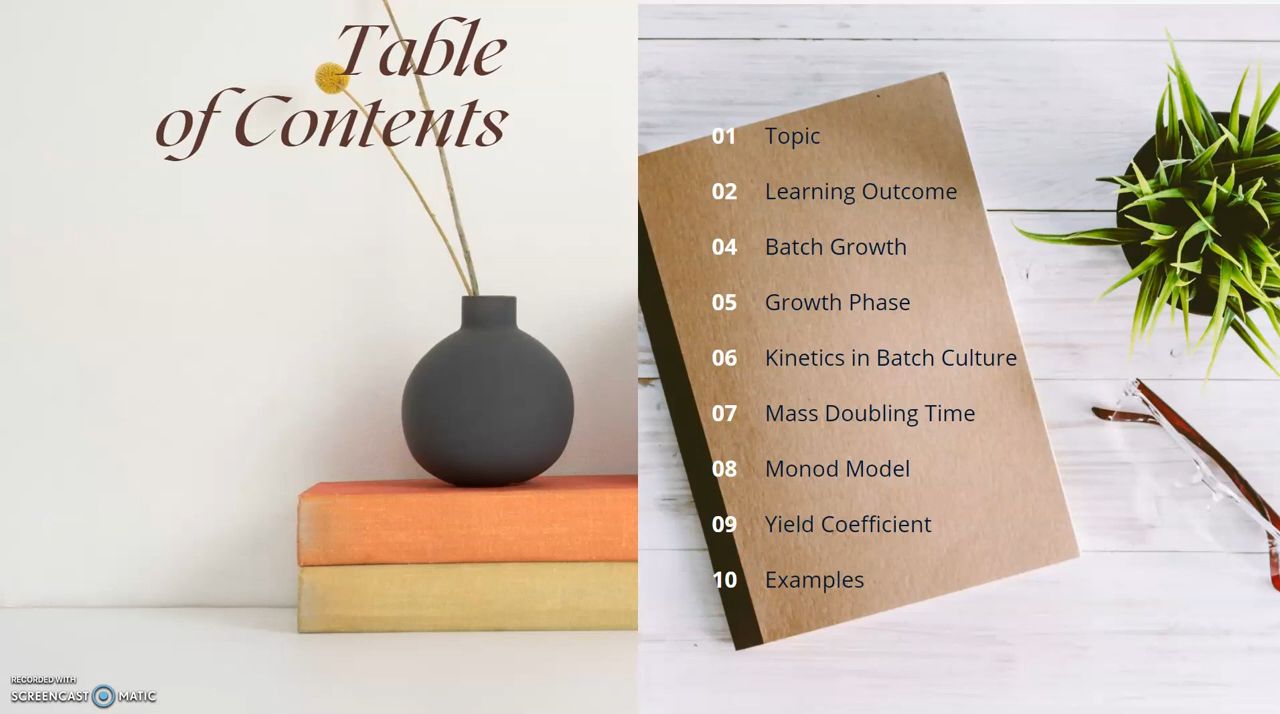 Table
of Contents
01 Topic
02 Learning Outcome
04 Batch Growth
05 Growth Phase
06 Kinetics in Batch Culture
07 Mass Doubling Time
08 Monod Model
09 Yield Coefficient
10 Examples
RECORDED WITH
SCREENCAST MATIC